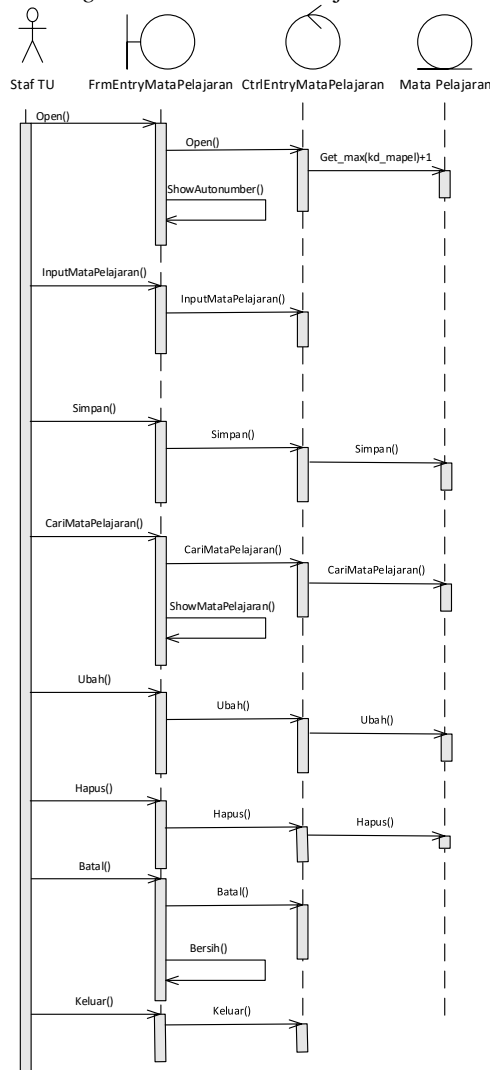 Staf TU
FrmEntryMataPelajaran
CtrlEntryMataPelajaran
Mata Pelajaran
Open()
Open()
Get_max(kd_mapel)+1
ShowAutonumber()
InputMataPelajaran()
InputMataPelajaran()
Simpan()
Simpan()
Simpan()
CariMataPelajaran()
CariMataPelajaran()
CariMataPelajaran()
ShowMataPelajaran()
Ubah()
Ubah()
Ubah()
Hapus()
Hapus()
Hapus()
Batal()
Batal()
Bersih()
Keluar()
Keluar()